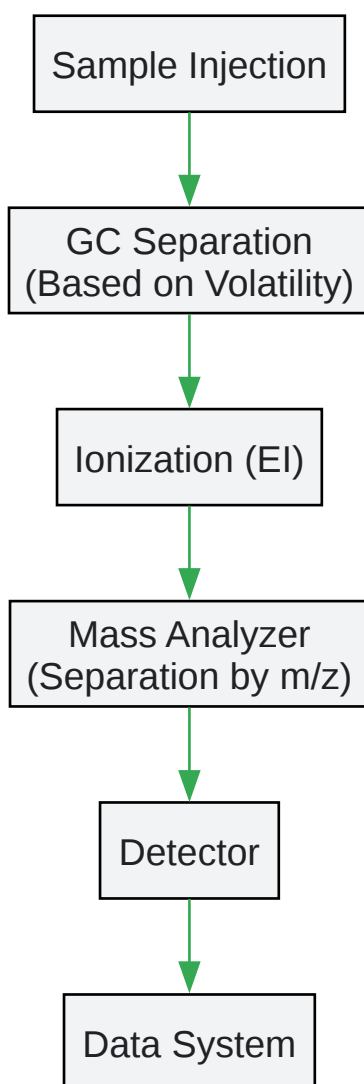 Sample Injection
GC Separation
(Based on Volatility)
Ionization (EI)
Mass Analyzer
(Separation by m/z)
Detector
Data System